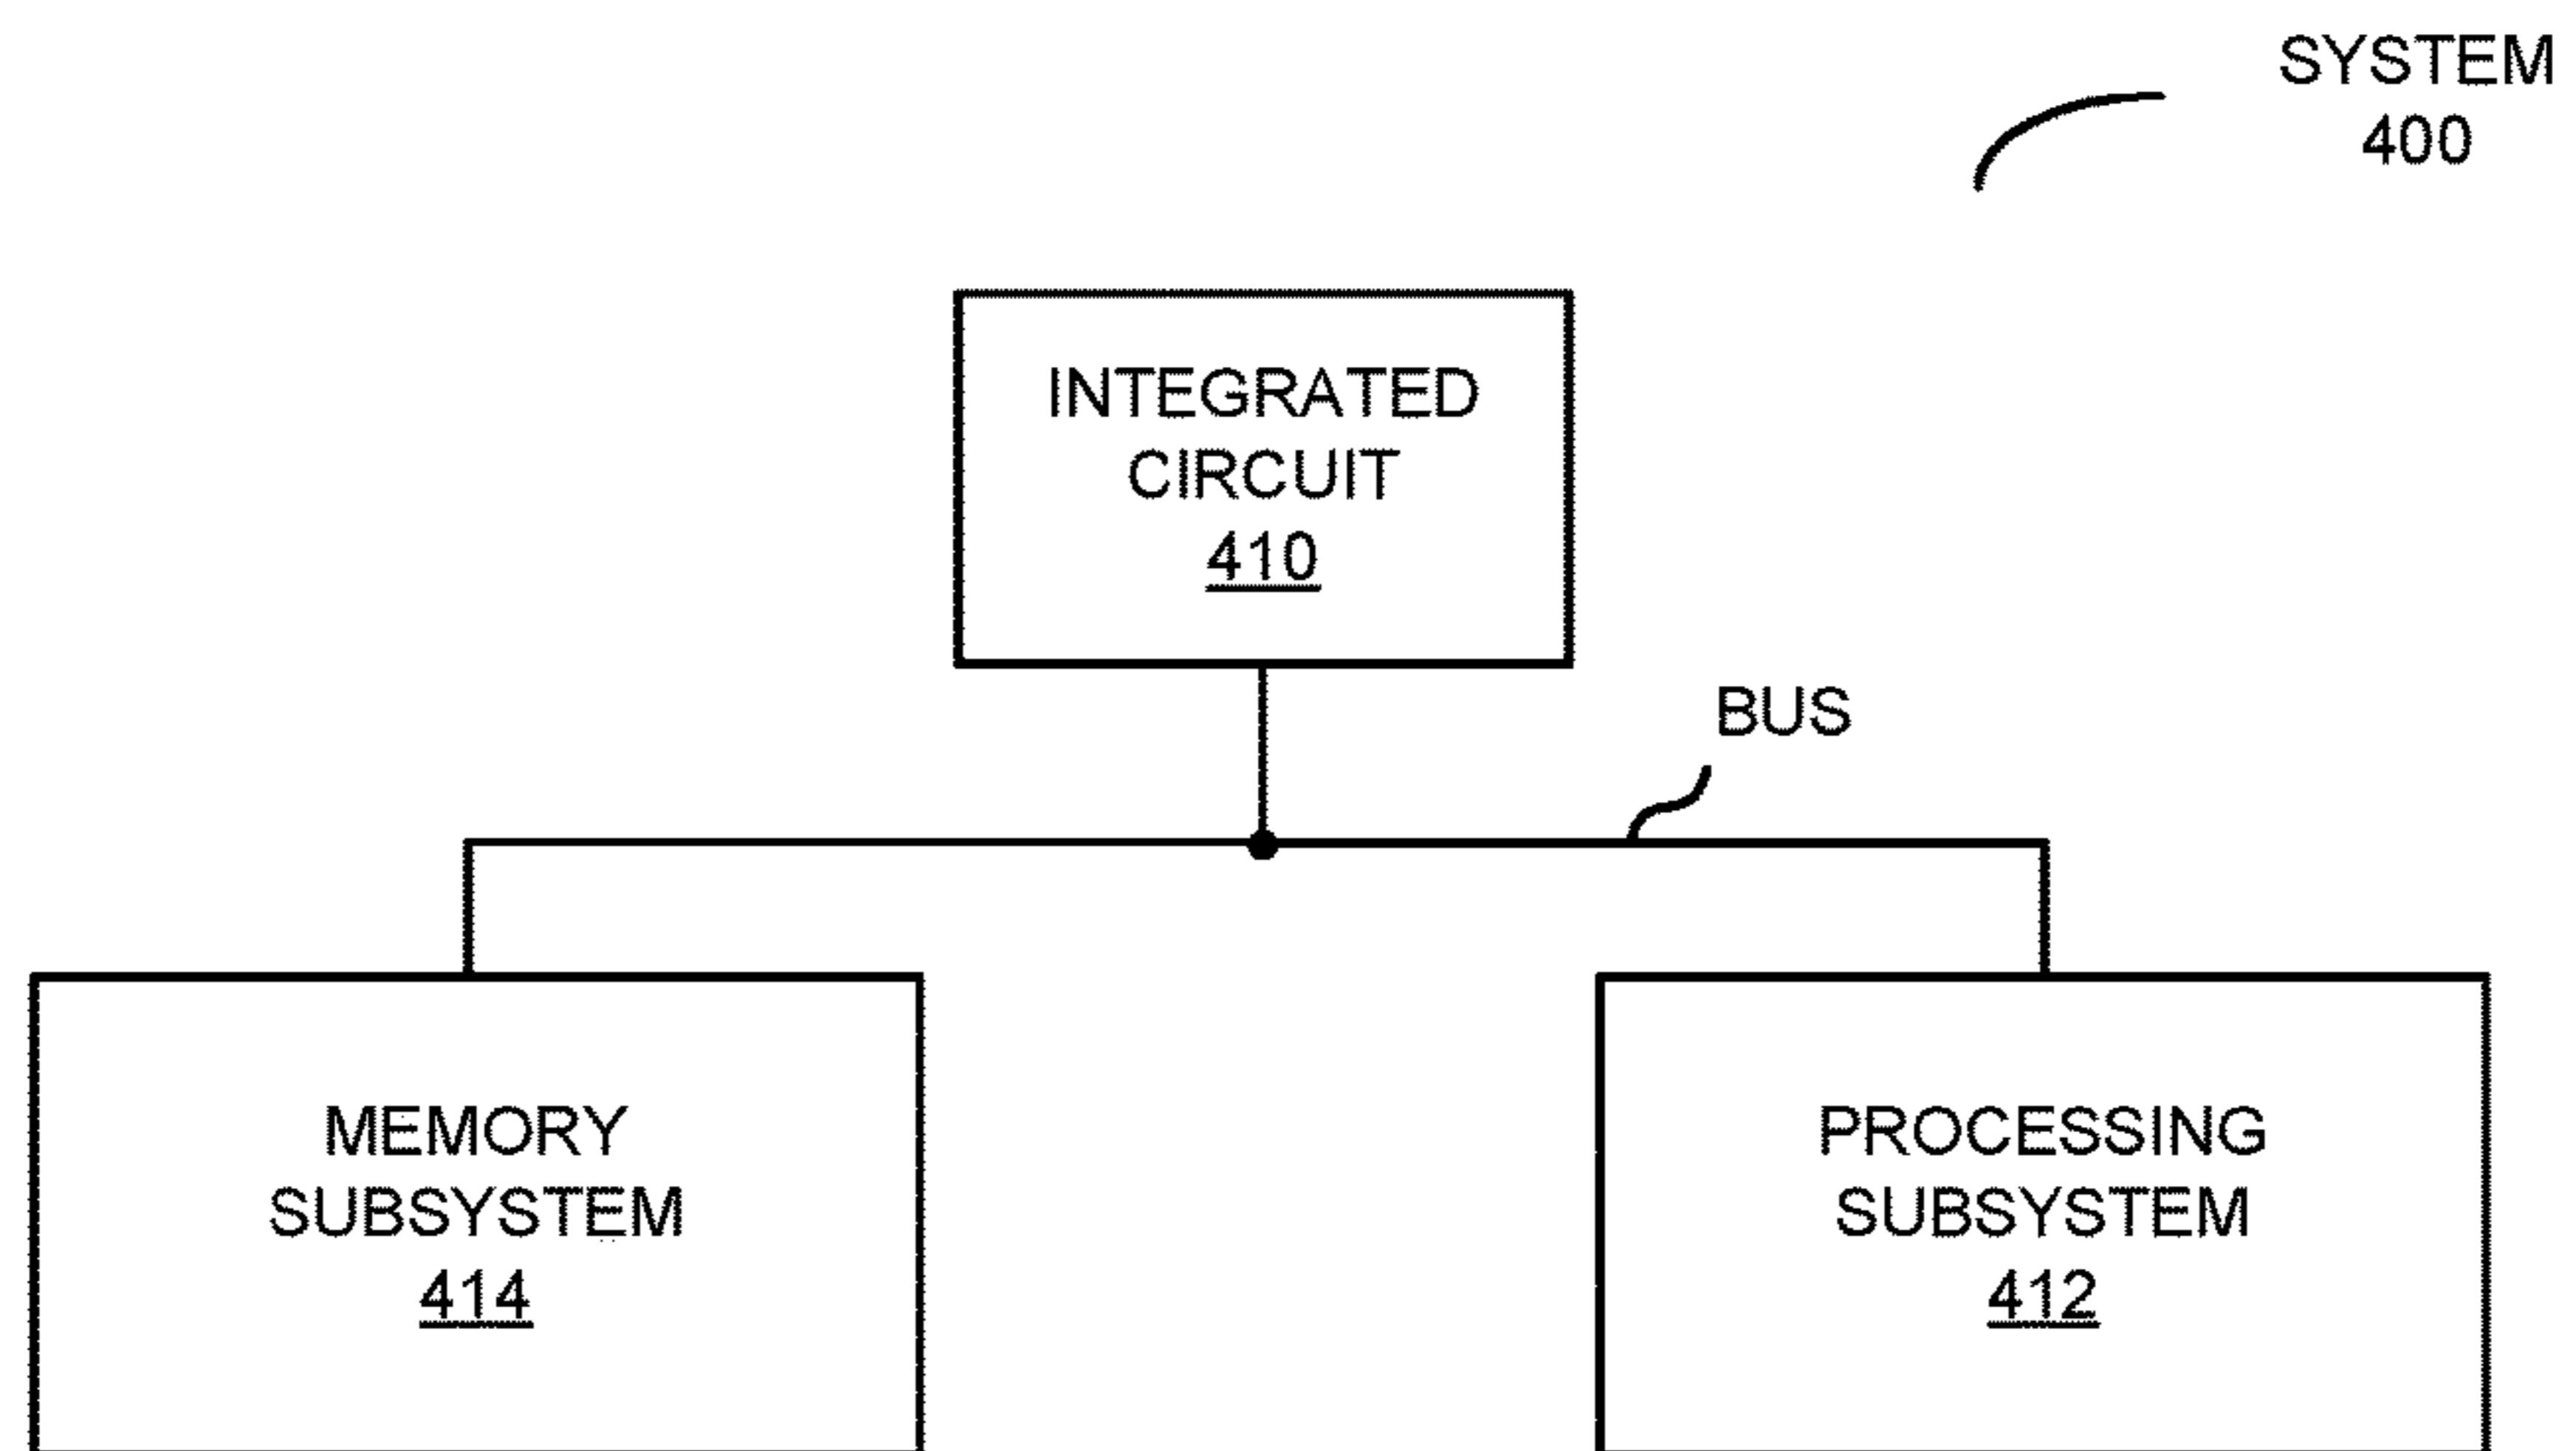 SYSTEM
400
INTEGRATED
CIRCUIT
410
BUS
MEMORY
SUBSYSTEM
414
PROCESSING
SUBSYSTEM
412